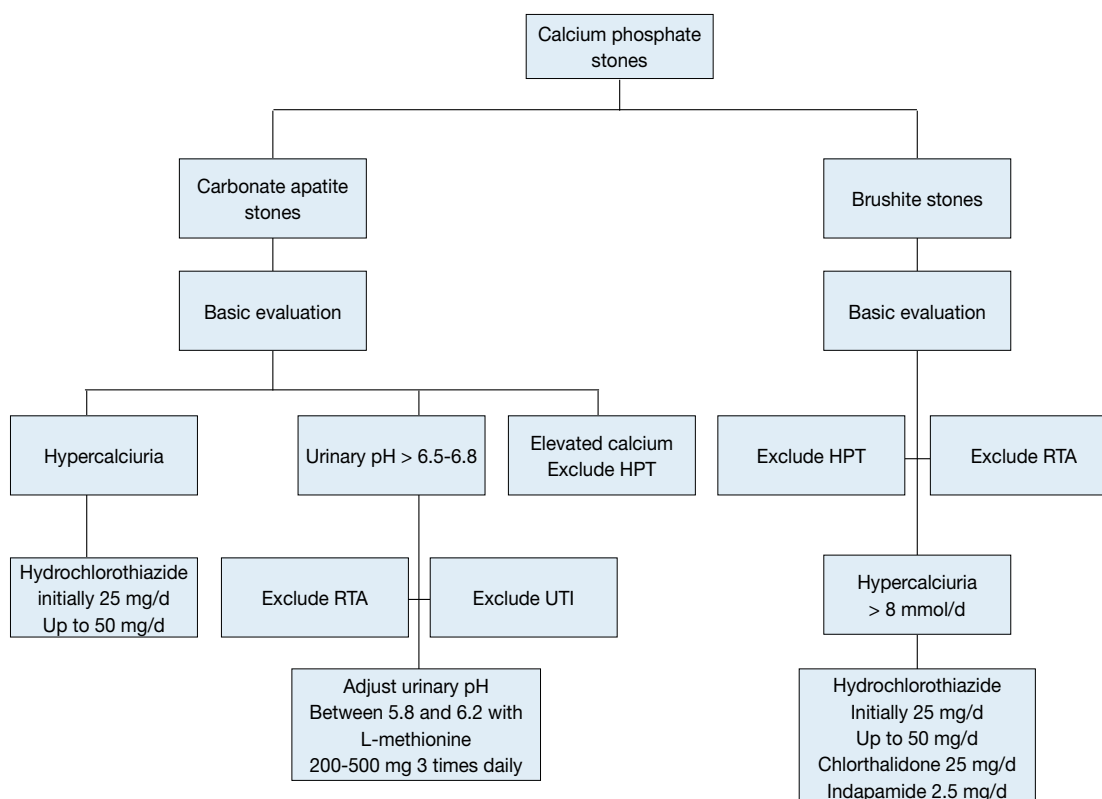 Calcium phosphate
stones
Carbonate apatite
stones
Brushite stones
Basic evaluation
Basic evaluation
Hypercalciuria
Urinary pH > 6.5-6.8
Elevated calcium
Exclude HPT
Exclude HPT
Exclude RTA
Hydrochlorothiazide
initially 25 mg/d
Up to 50 mg/d
Exclude RTA
Exclude UTI
Hypercalciuria
> 8 mmol/d
Adjust urinary pH
Between 5.8 and 6.2 with
L-methionine
200-500 mg 3 times daily
Hydrochlorothiazide
Initially 25 mg/d
Up to 50 mg/d
Chlorthalidone 25 mg/d
Indapamide 2.5 mg/d